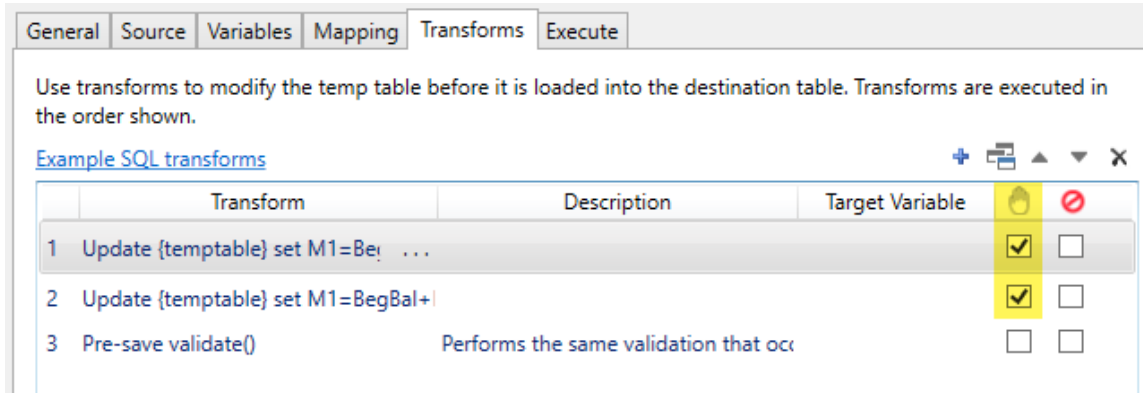 General Source Variables Mapping Transforms Execute
Use transforms to modify the temp table before it is loaded into the destination table. Transforms are executed in
the order shown.
Example SQL transforms
Transform Description Target Variable
1 Update {temptable} set M1=Be ...
2 Update {temptable} set M1=BegBal+
3 Pre-save validate() Performs the same validation that occ